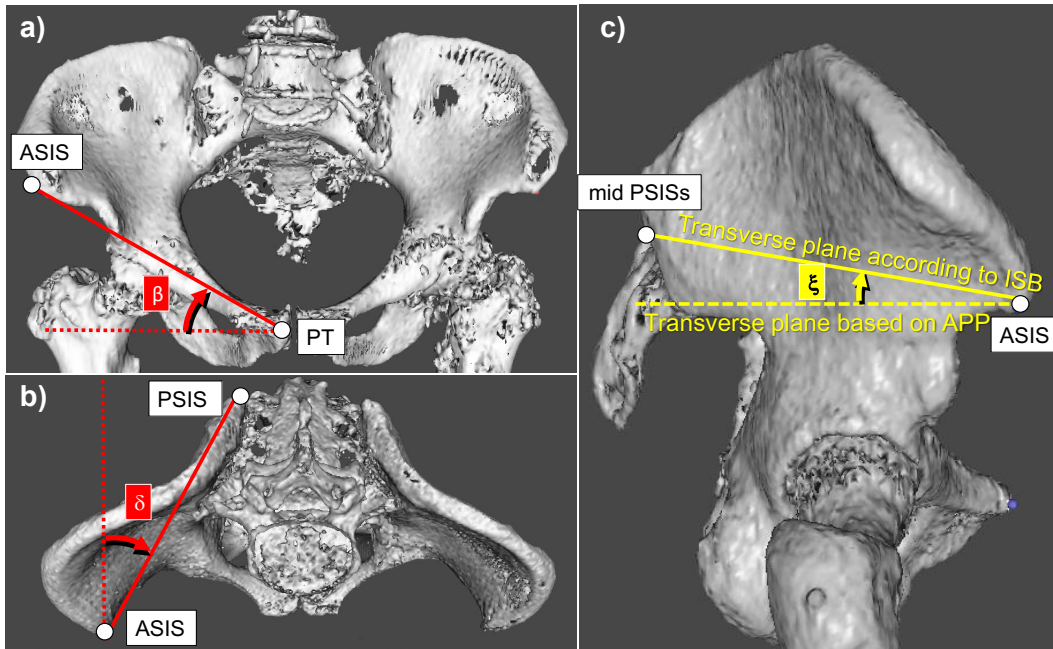 a)
ASIS
β
PT
b)
PSIS
δ
ASIS
c)
mid PSISs
Transverse plane according to ISB
ξ
Transverse plane based on APP
ASIS